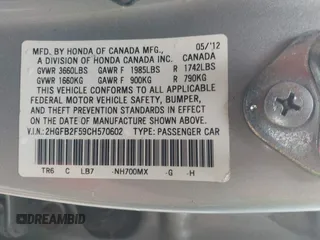 MFD. BY HONDA OF CANADA MFG., 05/'12
A DIVISION OF HONDA CANADA INC. CANADA
GVWR 3660LBS GAWR F 1985LBS R 1742LBS
GVWR 1660KG GAWR F 900KG R 790KG
THIS VEHICLE CONFORMS TO ALL APPLICABLE
FEDERAL MOTOR VEHICLE SAFETY, BUMPER,
AND THEFT PREVENTION STANDARDS IN
EFFECT ON THE DATE OF MANUFACTURE
SHOWN ABOVE.
V.I.N: 2HGFB2F59CH570602 TYPE: PASSENGER CAR
TR6 C LB7 -NH700MX -G -H
DREAMBID